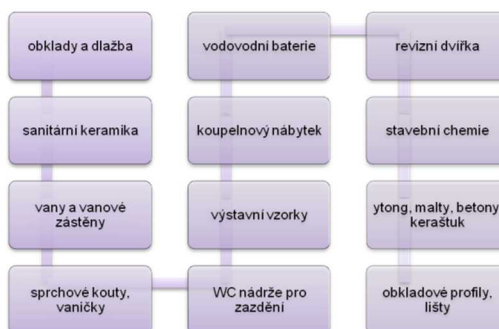 obklady a dlažba
sanitární keramika
vany a vanové
zástěny
sprchové kouty,
vaničky
WC nádrže pro
zazdění
výstavní vzorky
koupelnový nábytek
vodovodní baterie
revizní dvířka
stavební chemie
ytong, malty, betony,
keraštuk
obkladové profily,
lišty